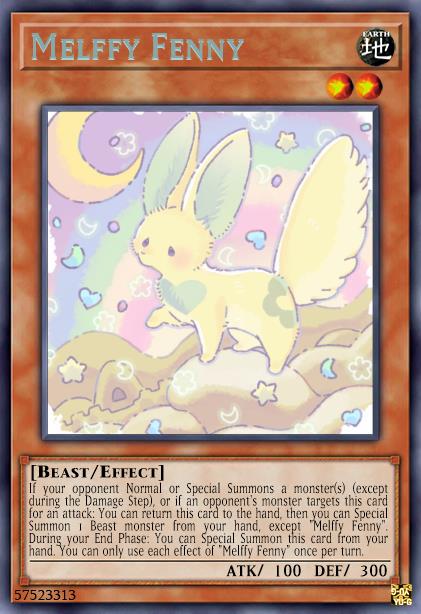 Melffy Fenny
EARTH
地
[Beast/Effect]
If your opponent Normal or Special Summons a monster(s) (except
during the Damage Step), or if an opponent's monster targets this card
for an attack: You can return this card to the hand, then you can Special
Summon 1 Beast monster from your hand, except "Melffy Fenny".
During your End Phase: You can Special Summon this card from your
hand. You can only use each effect of "Melffy Fenny" once per turn.
ATK/ 100 DEF/ 300
57523313